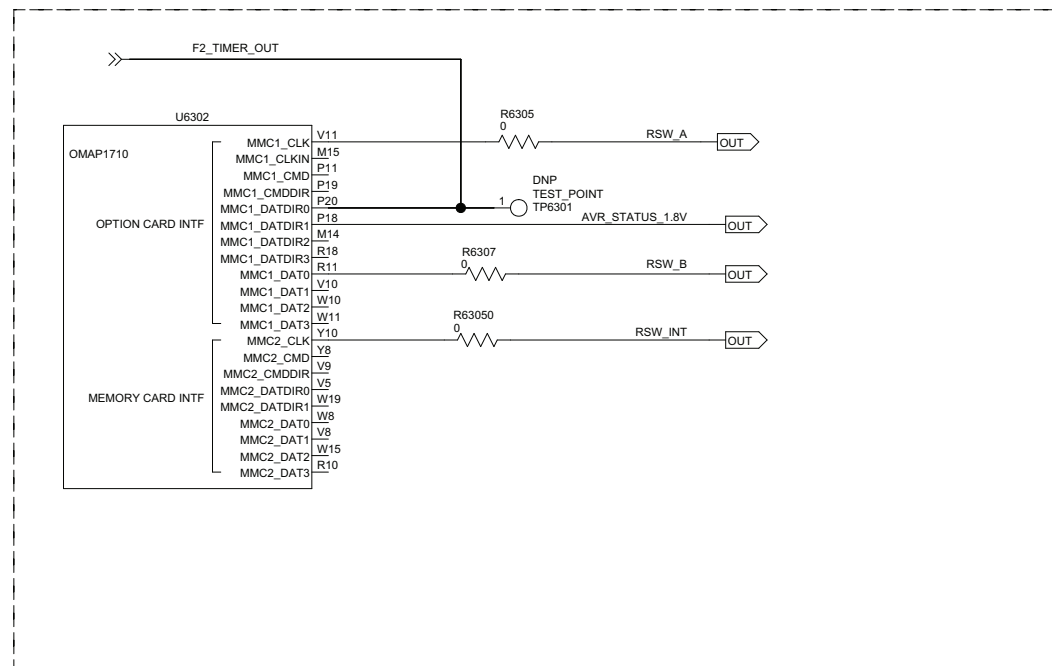 F2_TIMER_OUT
U6302
OMAP1710
R6305
0
RSW_A
OUT
MMC1_CLK V11
MMC1_CLKIN M15
MMC1_CMD P11
MMC1_CMDDIR P19
MMC1_DATDIR0 P20
MMC1_DATDIR1 P18
MMC1_DATDIR2 M14
MMC1_DATDIR3 R18
MMC1_DAT0 R11
MMC1_DAT1 V10
MMC1_DAT2 W10
MMC1_DAT3 W11
OPTION CARD INTF
DNP
TEST_POINT
1 TP6301
AVR_STATUS_1.8V
OUT
R6307
0
RSW_B
OUT
R63050
0
RSW_INT
OUT
MMC2_CLK Y10
MMC2_CMD Y8
MMC2_CMDDIR V9
MMC2_DATDIR0 V5
MMC2_DATDIR1 W19
MMC2_DAT0 W8
MMC2_DAT1 V8
MMC2_DAT2 W15
MMC2_DAT3 R10
MEMORY CARD INTF